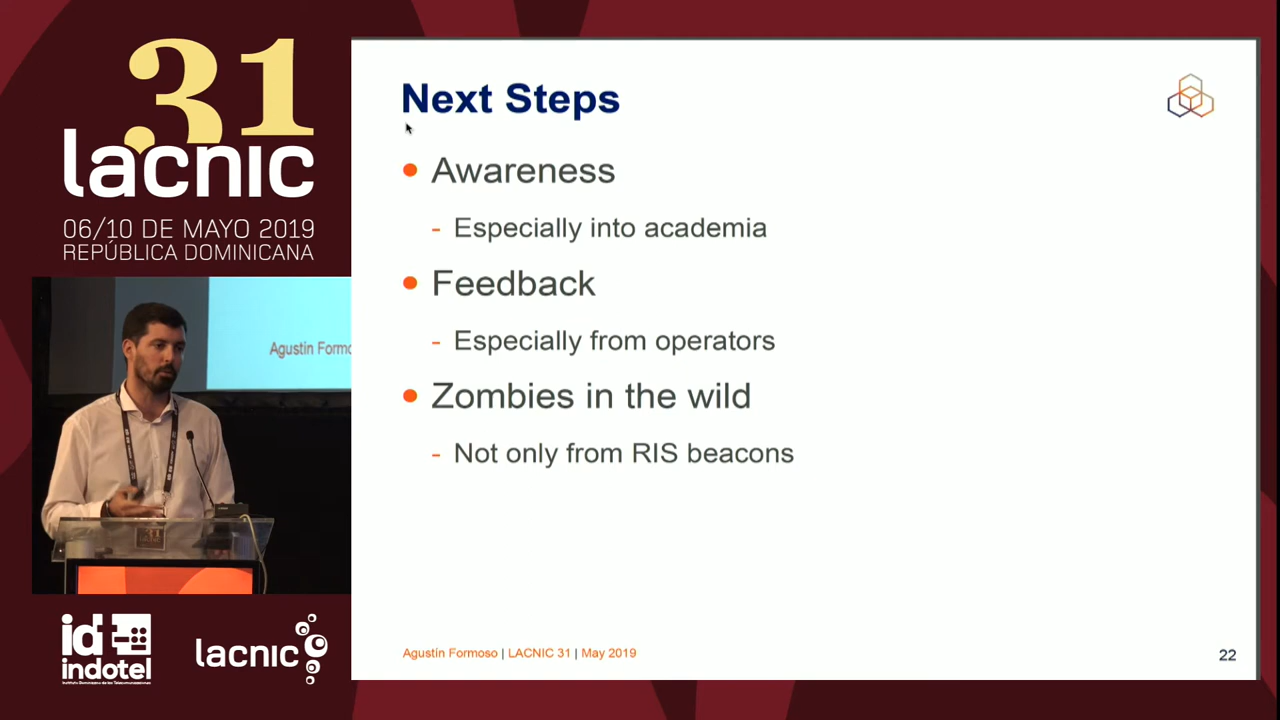 31
lacnic
06/10 DE MAYO 2019
REPÚBLICA DOMINICANA
Agustin Formo
31
id
indotel
lacnic
Next Steps
Awareness
- Especially into academia
Feedback
- Especially from operators
Zombies in the wild
- Not only from RIS beacons
Agustin Formoso | LACNIC 31 | May 2019
22